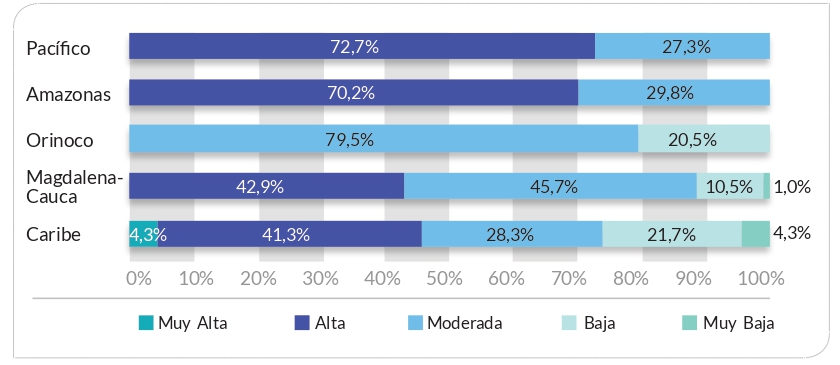 Pacífico 72,7% 27,3%
Amazonas 70,2% 29,8%
Orinoco 79,5% 20,5%
Magdalena-
Cauca 42,9% 45,7% 10,5% 1,0%
Caribe 4,3% 41,3% 28,3% 21,7% 4,3%
0% 10% 20% 30% 40% 50% 60% 70% 80% 90% 100%
Muy Alta Alta Moderada Baja Muy Baja